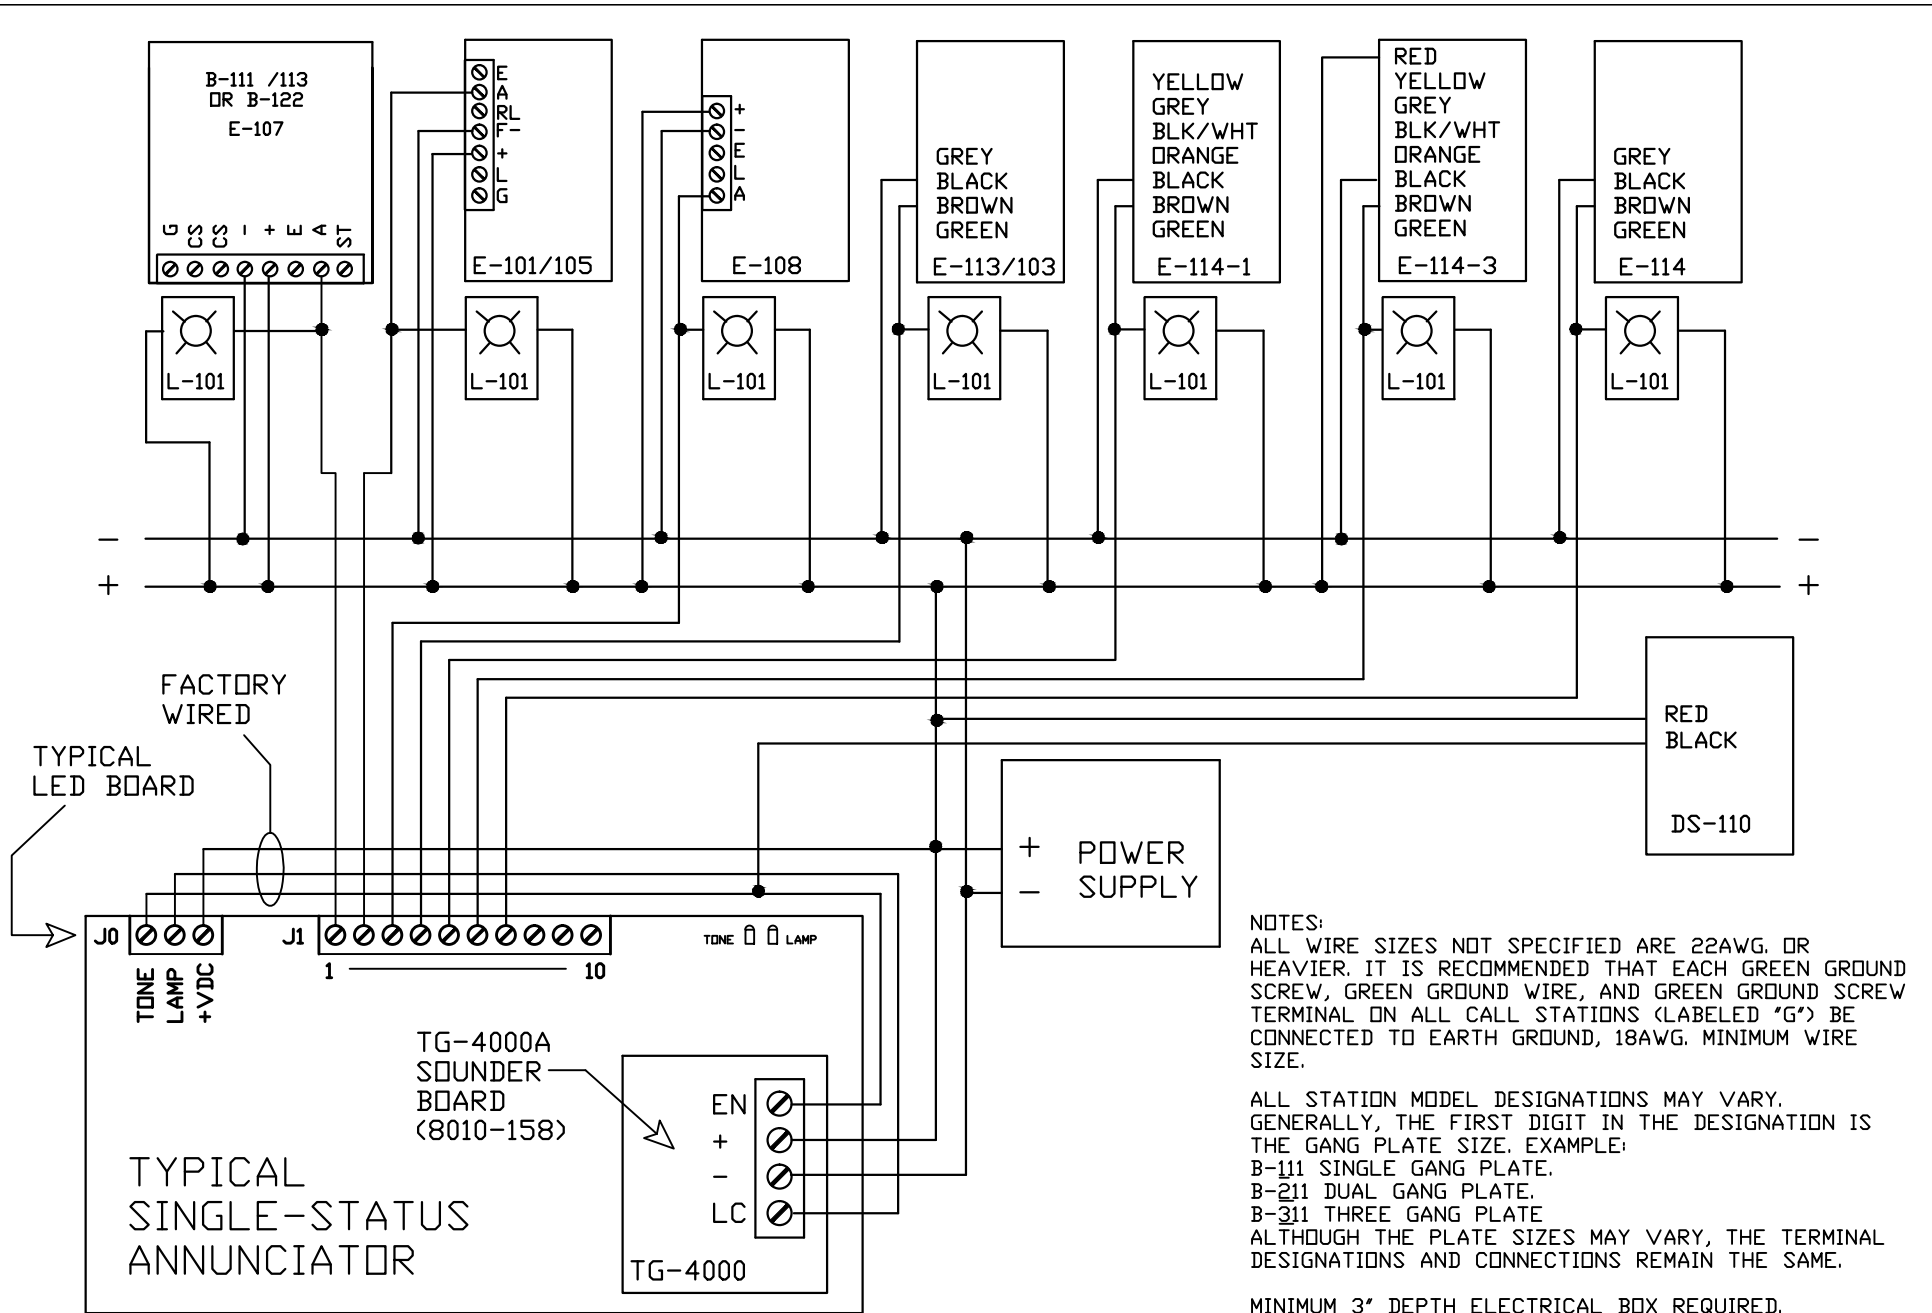 B-111 /113
OR B-122
E-107
G CS CS - + E A ST
E
A
RL
F-
+
L
G
E-101/105
+
-
E
L
A
E-108
GREY
BLACK
BROWN
GREEN
E-113/103
YELLOW
GREY
BLK/WHT
ORANGE
BLACK
BROWN
GREEN
E-114-1
RED
YELLOW
GREY
BLK/WHT
ORANGE
BLACK
BROWN
GREEN
E-114-3
GREY
BLACK
BROWN
GREEN
E-114
L-101 L-101 L-101 L-101 L-101 L-101 L-101
- -
+ +
FACTORY
WIRED
TYPICAL
LED BOARD
RED
BLACK
DS-110
+ POWER
- SUPPLY
J0
TONE
LAMP
+VDC
J1
1 10
TONE LAMP
TG-4000A
SOUNDER
BOARD
(8010-158)
EN
+
-
LC
TG-4000
TYPICAL
SINGLE-STATUS
ANNUNCIATOR
NOTES:
ALL WIRE SIZES NOT SPECIFIED ARE 22AWG. OR
HEAVIER. IT IS RECOMMENDED THAT EACH GREEN GROUND
SCREW, GREEN GROUND WIRE, AND GREEN GROUND SCREW
TERMINAL ON ALL CALL STATIONS (LABELED "G") BE
CONNECTED TO EARTH GROUND, 18AWG. MINIMUM WIRE
SIZE.
ALL STATION MODEL DESIGNATIONS MAY VARY.
GENERALLY, THE FIRST DIGIT IN THE DESIGNATION IS
THE GANG PLATE SIZE. EXAMPLE:
B-111 SINGLE GANG PLATE.
B-211 DUAL GANG PLATE.
B-311 THREE GANG PLATE
ALTHOUGH THE PLATE SIZES MAY VARY, THE TERMINAL
DESIGNATIONS AND CONNECTIONS REMAIN THE SAME.
MINIMUM 3" DEPTH ELECTRICAL BOX REQUIRED.